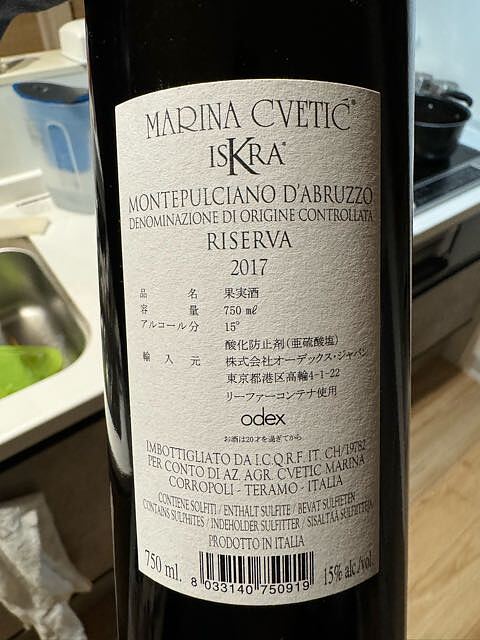 MARINA CVETIĆ®
ISKRA®
MONTEPULCIANO D'ABRUZZO
DENOMINAZIONE DI ORIGINE CONTROLLATA
RISERVA
2017
品名 果実酒
容量 750 ㎖
アルコール分 15°
酸化防止剤(亜硫酸塩)
輸入元 株式会社オーデックス・ジャパン
東京都港区高輪4-1-22
リーファーコンテナ使用
odex
お酒は20才を過ぎてから
IMBOTTIGLIATO DA I.C.Q.R.F. IT. CH/19782
PER CONTO DI AZ. AGR. CVETIC MARINA
CORROPOLI - TERAMO - ITALIA
CONTIENE SOLFITI / ENTHÄLT SULFITE / BEVAT SULFIETEN
CONTAINS SULPHITES / INDEHOLDER SULFITTER / SISALTÄÄ SULFIITTEJA
PRODOTTO IN ITALIA
750 ml. 15% alc./vol.
8 033140 750919